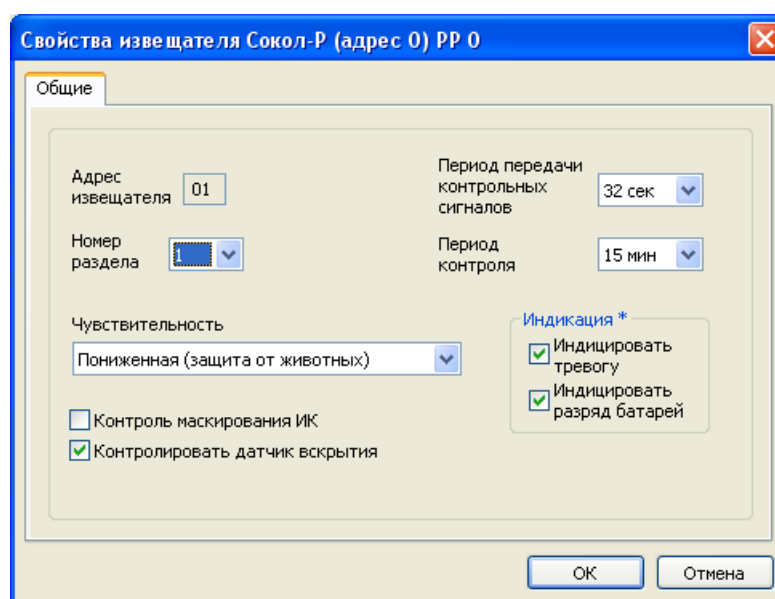 Свойства извещателя Сокол-Р (адрес 0) РР 0
Общие
Адрес
извещателя
01
Период передачи
контрольных
сигналов
32 сек
Номер
раздела
1
Период
контроля
15 мин
Чувствительность
Пониженная (защита от животных)
Индикация *
Индицировать
тревогу
Индицировать
разряд батарей
Контроль маскирования ИК
Контролировать датчик вскрытия
ОК
Отмена